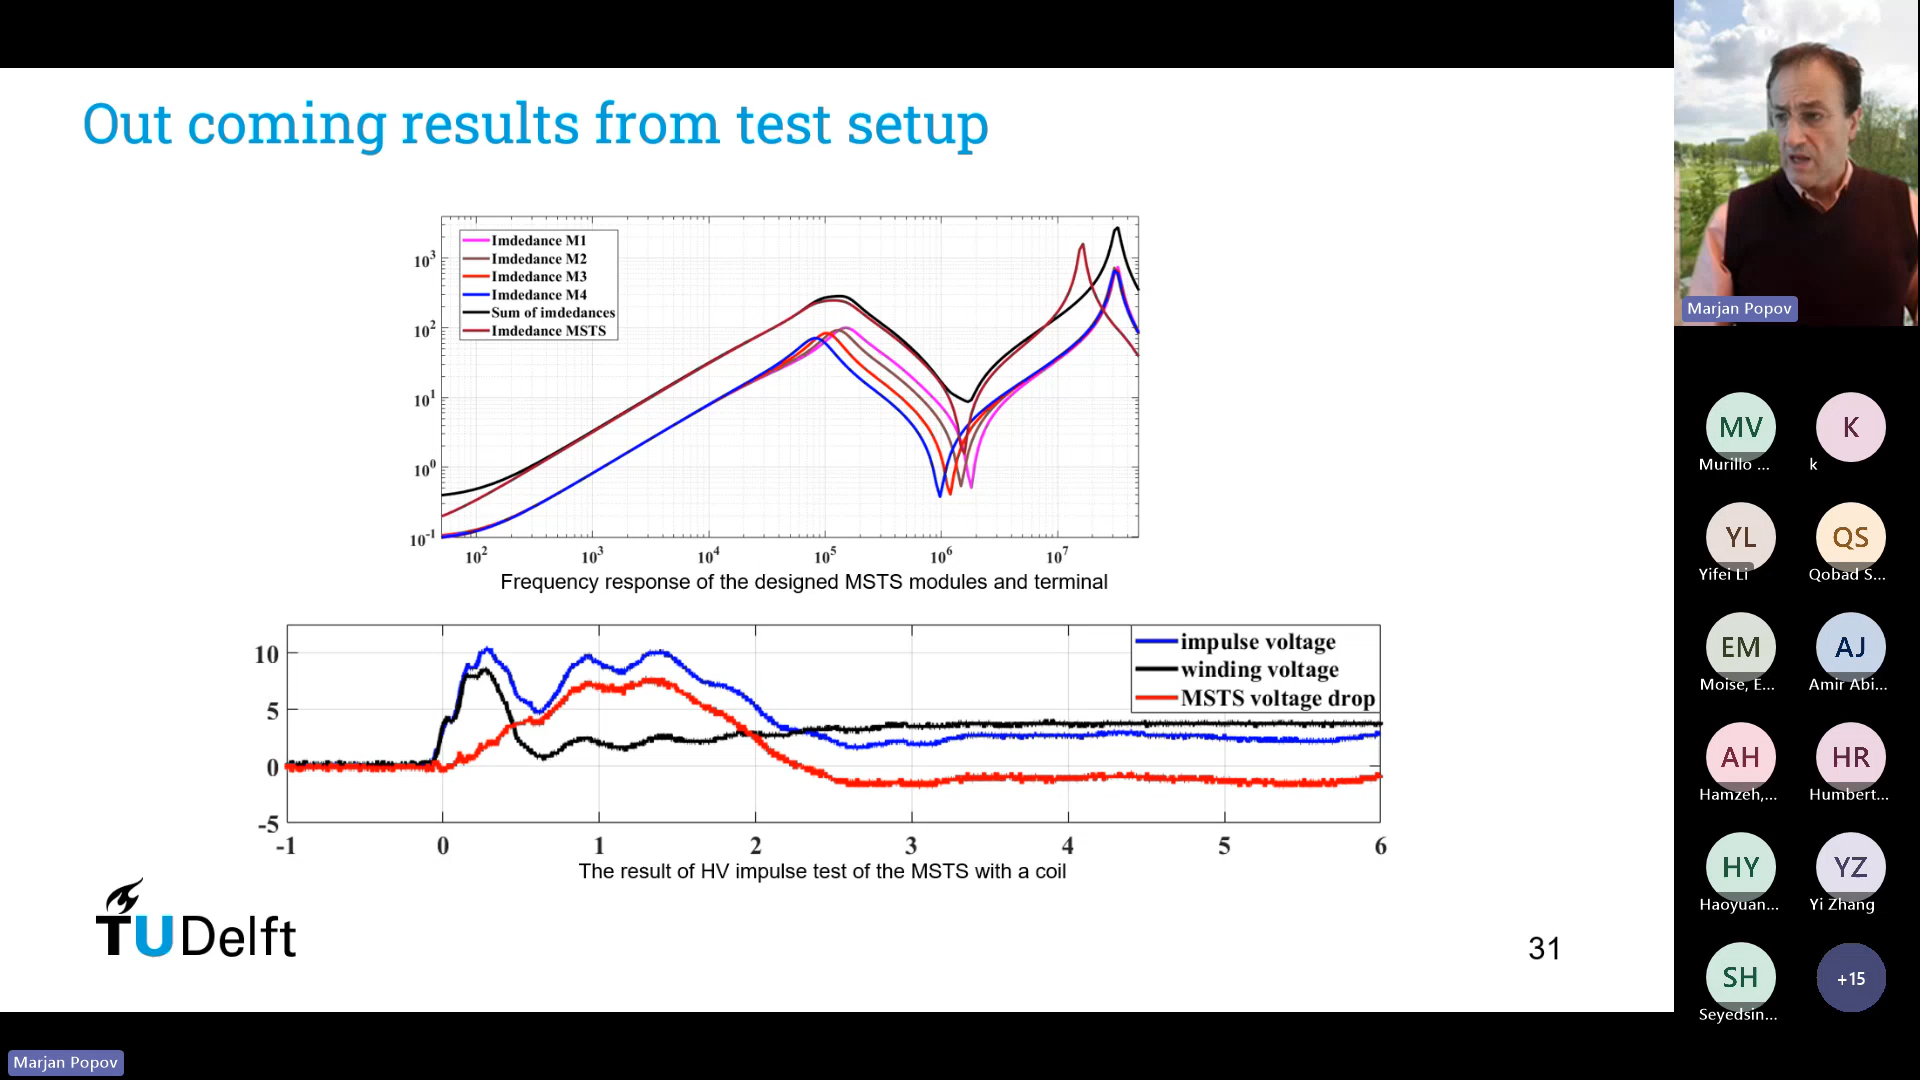 Out coming results from test setup
Imdedance M1
Imdedance M2
Imdedance M3
Imdedance M4
Sum of imdedances
Imdedance MSTS
10³
10²
10¹
10⁰
10⁻¹
10² 10³ 10⁴ 10⁵ 10⁶ 10⁷
Frequency response of the designed MSTS modules and terminal
impulse voltage
winding voltage
MSTS voltage drop
10
5
0
-5
-1 0 1 2 3 4 5 6
The result of HV impulse test of the MSTS with a coil
TUDelft
31
Marjan Popov
Marjan Popov
MV K
Murillo ... k
YL QS
Yifei Li Qobad S...
EM AJ
Moise, E... Amir Abi...
AH HR
Hamzeh,... Humbert...
HY YZ
Haoyuan... Yi Zhang
SH +15
Seyedsin...